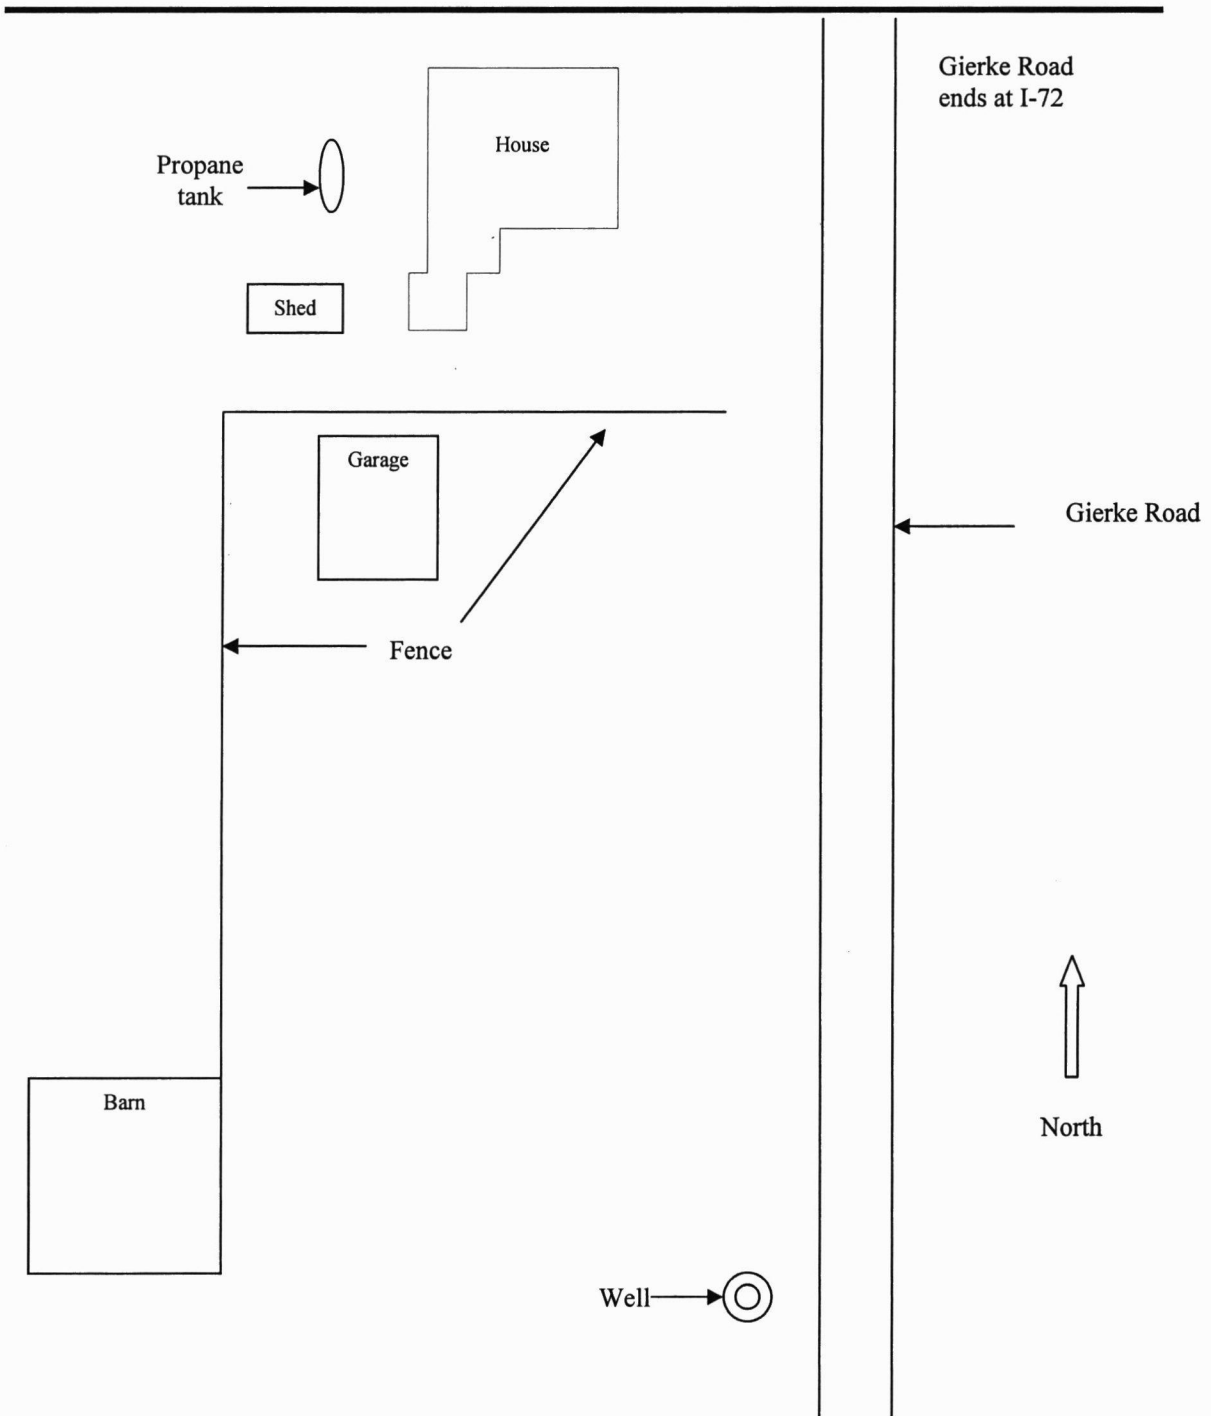 Gierke Road
ends at I-72
House
Propane
tank
Shed
Garage
Gierke Road
Fence
Barn
North
Well